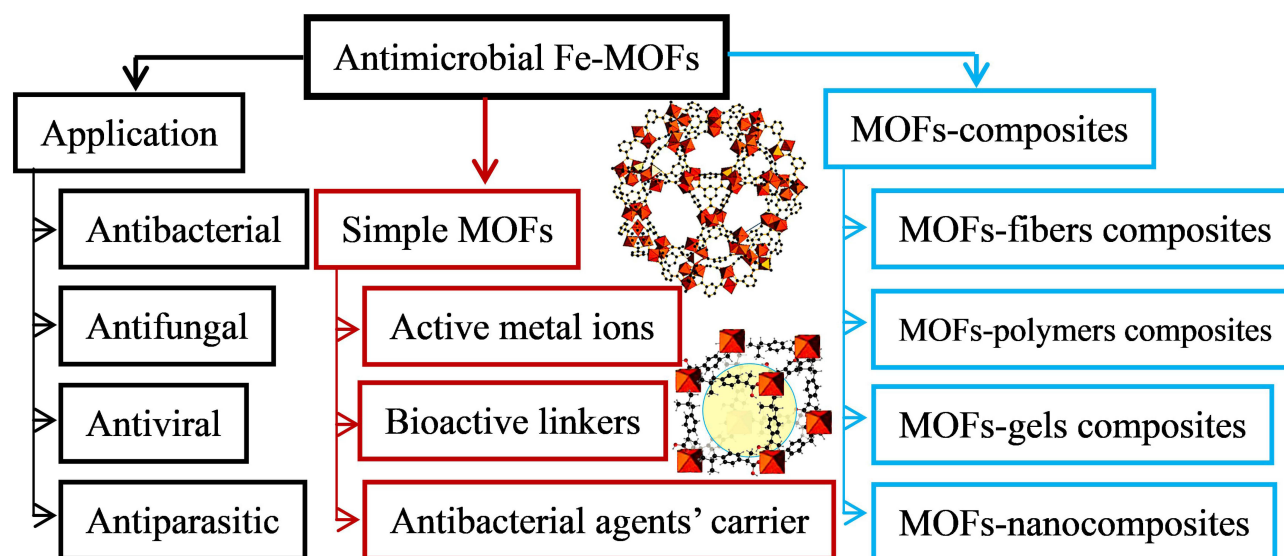 Antimicrobial Fe-MOFs
Application
Antibacterial
Antifungal
Antiviral
Antiparasitic
Simple MOFs
Active metal ions
Bioactive linkers
Antibacterial agents’ carrier
MOFs-composites
MOFs-fibers composites
MOFs-polymers composites
MOFs-gels composites
MOFs-nanocomposites